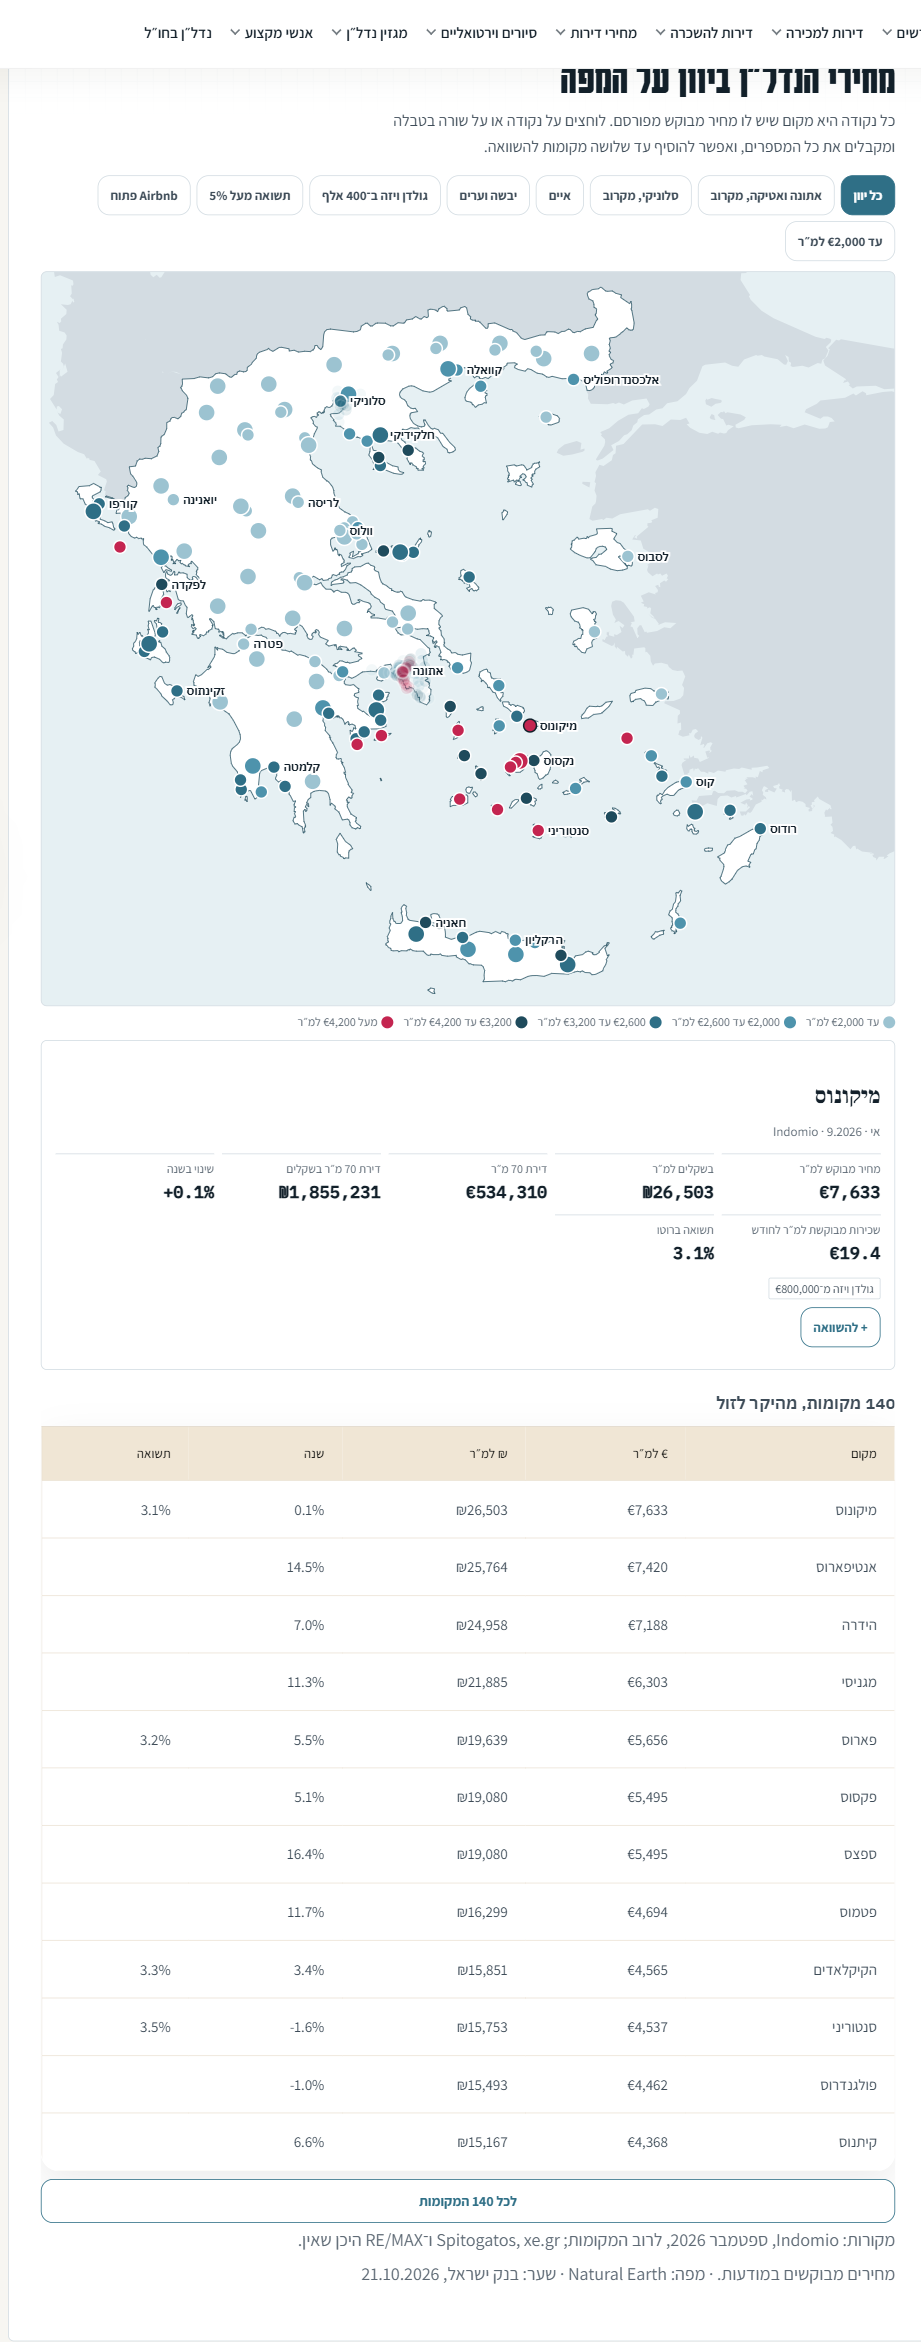 דירות למכירה דירות להשכרה מחירי דירות סיורים וירטואליים מגזין נדל״ן אנשי מקצוע נדל״ן בחו״ל
מחירי הנדל״ן ביוון על המפה
כל נקודה היא מקום שיש לו מחיר מבוקש מפורסם. לוחצים על נקודה או על שורה בטבלה
ומקבלים את כל המספרים, ואפשר להוסיף עד שלושה מקומות להשוואה.
כל יוון אתונה ואטיקה, מקרוב סלוניקי, מקרוב איים יבשה וערים גולדן ויזה ב־400 אלף תשואה מעל 5% Airbnb פתוח
עד €2,000 למ״ר
קוואלה
אלכסנדרופוליס
סלוניקי
חלקידיקי
יואנינה
לריסה
קורפו
וולוס
לסבוס
לפקדה
פטרה
אתונה
זקינתוס
מיקונוס
נקסוס
קלמטה
קוס
סנטוריני
רודוס
חאניה
הרקליון
עד €2,000 למ״ר €2,000 עד €2,600 למ״ר €2,600 עד €3,200 למ״ר €3,200 עד €4,200 למ״ר מעל €4,200 למ״ר
מיקונוס
אי · 9.2026 · Indomio
מחיר מבוקש למ״ר בשקלים למ״ר דירת 70 מ״ר דירת 70 מ״ר בשקלים שינוי בשנה
€7,633 ₪26,503 €534,310 ₪1,855,231 +0.1%
שכירות מבוקשת למ״ר לחודש תשואה ברוטו
€19.4 3.1%
גולדן ויזה מ־€800,000
+ להשוואה
140 מקומות, מהיקר לזול
מקום € למ״ר ₪ למ״ר שנה תשואה
מיקונוס €7,633 ₪26,503 0.1% 3.1%
אנטיפארוס €7,420 ₪25,764 14.5%
הידרה €7,188 ₪24,958 7.0%
מגניסי €6,303 ₪21,885 11.3%
פארוס €5,656 ₪19,639 5.5% 3.2%
פקסוס €5,495 ₪19,080 5.1%
ספצס €5,495 ₪19,080 16.4%
פטמוס €4,694 ₪16,299 11.7%
הקיקלאדים €4,565 ₪15,851 3.4% 3.3%
סנטוריני €4,537 ₪15,753 -1.6% 3.5%
פולגנדרוס €4,462 ₪15,493 -1.0%
קיתנוס €4,368 ₪15,167 6.6%
לכל 140 המקומות
מקורות: Indomio, ספטמבר 2026, לרוב המקומות; Spitogatos, xe.gr ו־RE/MAX היכן שאין.
מחירים מבוקשים במודעות. · מפה: Natural Earth · שער: בנק ישראל, 21.10.2026